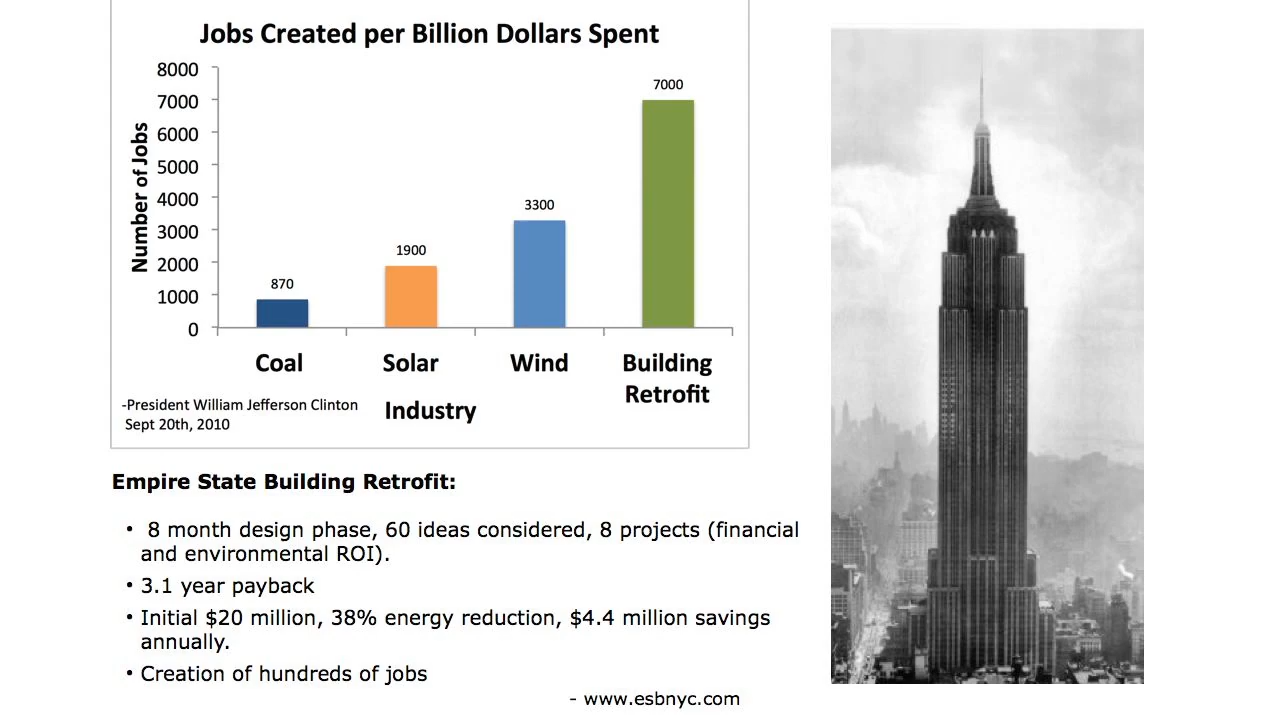 Jobs Created per Billion Dollars Spent
8000
7000
6000
5000
4000
3000
2000
1000
0
Number of Jobs
870
1900
3300
7000
Coal
Solar
Wind
Building
Retrofit
Industry
-President William Jefferson Clinton
Sept 20th, 2010
Empire State Building Retrofit:
• 8 month design phase, 60 ideas considered, 8 projects (financial
and environmental ROI).
• 3.1 year payback
• Initial $20 million, 38% energy reduction, $4.4 million savings
annually.
• Creation of hundreds of jobs
- www.esbnyc.com